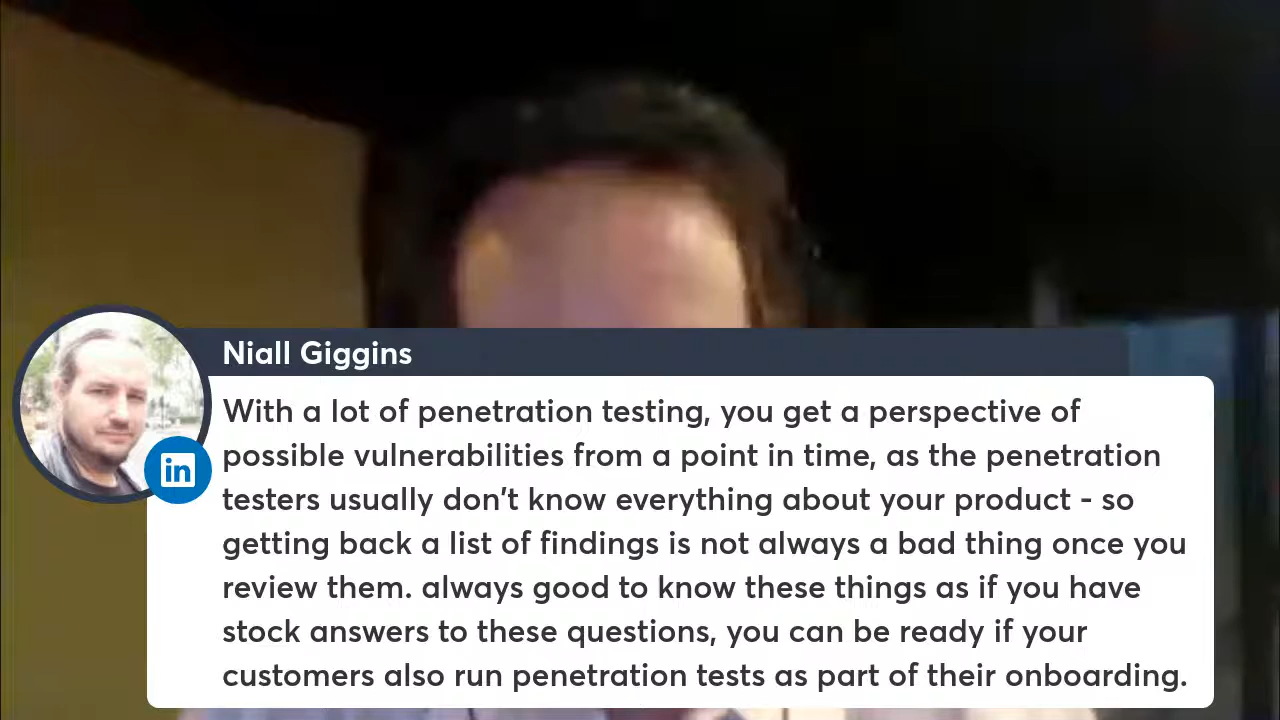 Niall Giggins
With a lot of penetration testing, you get a perspective of
possible vulnerabilities from a point in time, as the penetration
testers usually don't know everything about your product - so
getting back a list of findings is not always a bad thing once you
review them. always good to know these things as if you have
stock answers to these questions, you can be ready if your
customers also run penetration tests as part of their onboarding.
in